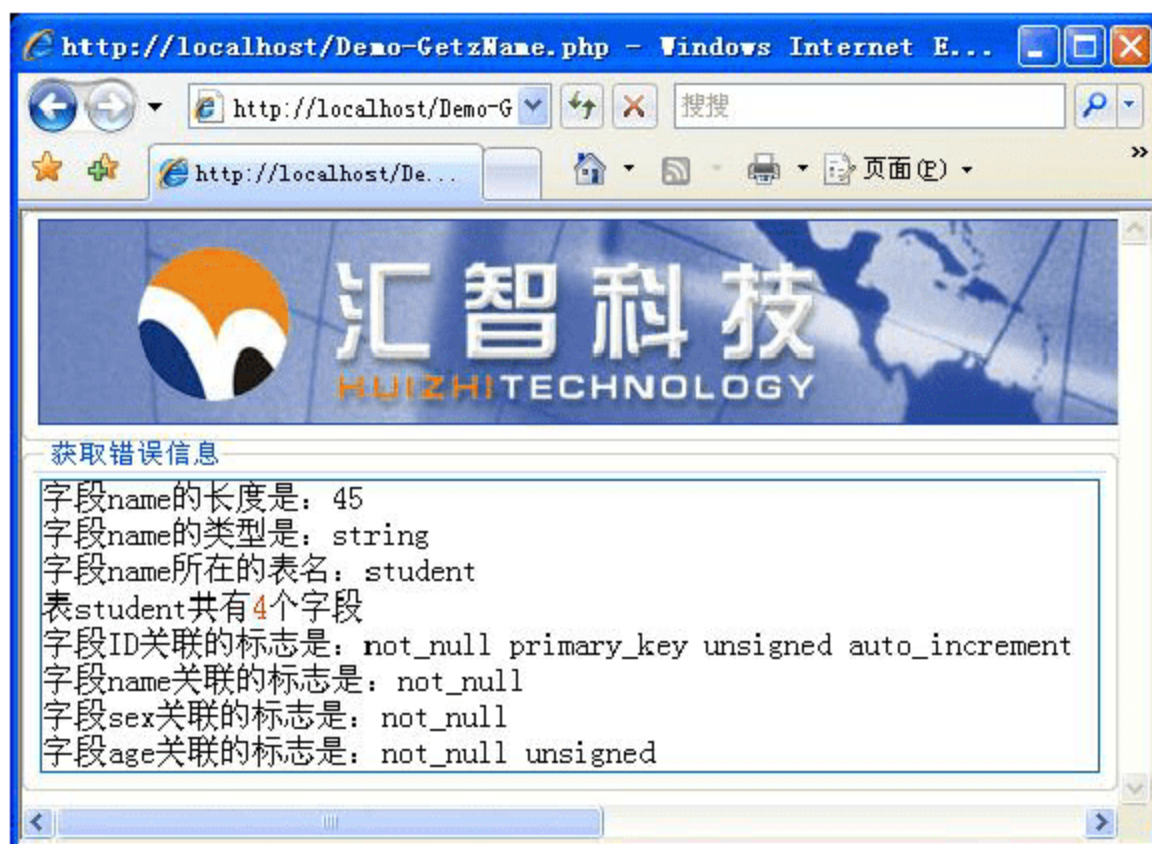 http://localhost/Demo-GetzName.php - Windows Internet E...
http://localhost/Demo-G
搜搜
http://localhost/De...
页面(P)
汇智科技
HUIZHITECHNOLOGY
获取错误信息
字段name的长度是：45
字段name的类型是：string
字段name所在的表名：student
表student共有4个字段
字段ID关联的标志是：not_null primary_key unsigned auto_increment
字段name关联的标志是：not_null
字段sex关联的标志是：not_null
字段age关联的标志是：not_null unsigned